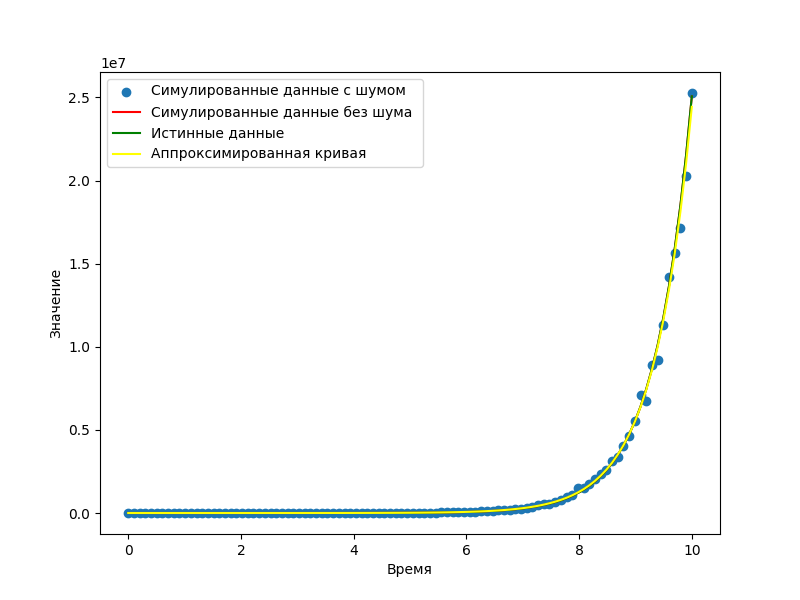 1e7
Симулированные данные с шумом
Симулированные данные без шума
Истинные данные
Аппроксимированная кривая
2.5
2.0
1.5
1.0
0.5
0.0
Значение
0 2 4 6 8 10
Время